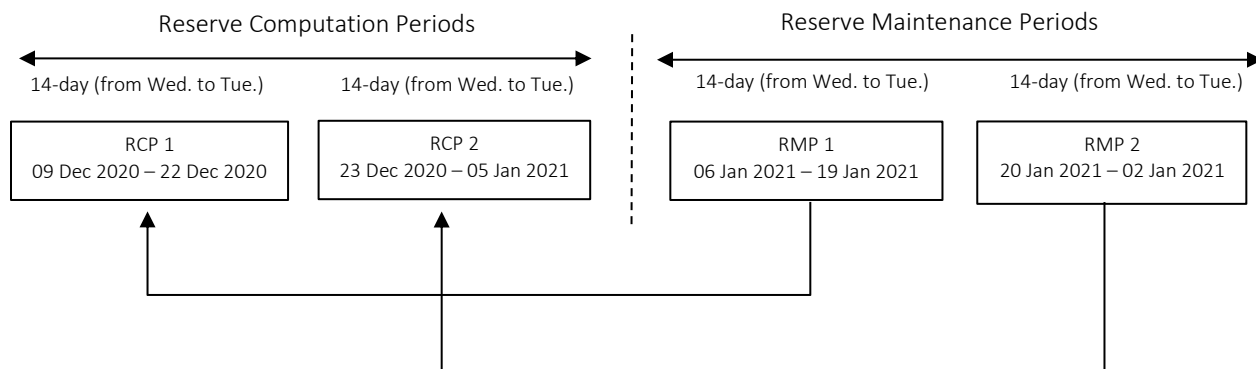 Reserve Computation Periods
Reserve Maintenance Periods
14-day (from Wed. to Tue.)
14-day (from Wed. to Tue.)
14-day (from Wed. to Tue.)
14-day (from Wed. to Tue.)
RCP 1
09 Dec 2020 – 22 Dec 2020
RCP 2
23 Dec 2020 – 05 Jan 2021
RMP 1
06 Jan 2021 – 19 Jan 2021
RMP 2
20 Jan 2021 – 02 Jan 2021